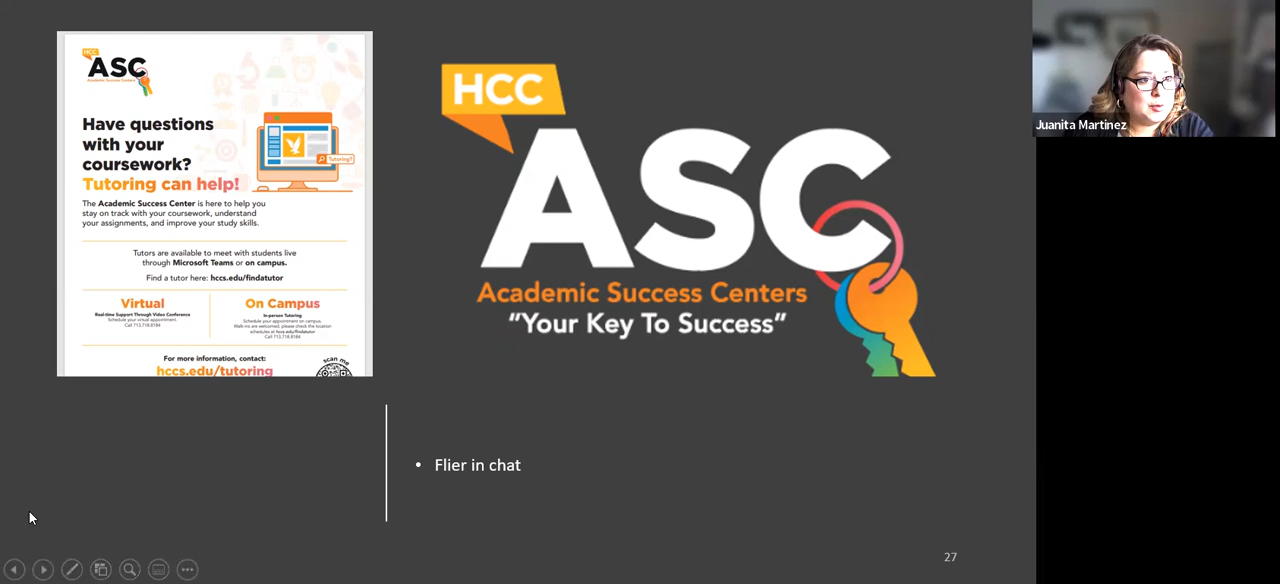 HCC
ASC
Academic Success Centers
Have questions
with your
coursework?
Tutoring can help!
Tutoring?
The Academic Success Center is here to help you
stay on track with your coursework, understand
your assignments, and improve your study skills.
Tutors are available to meet with students live
through Microsoft Teams or on campus.
Find a tutor here: hccs.edu/findatutor
Virtual
Real-time Support Through Video Conference
Schedule your virtual appointment.
Call 713.718.8184
On Campus
In-person Tutoring
Schedule your appointment on campus.
Walk-ins are welcomed, please check the location
schedules at hccs.edu/findatutor
Call 713.718.8184
For more information, contact:
hccs.edu/tutoring
scan me
HCC
ASC
Academic Success Centers
"Your Key To Success"
• Flier in chat
27
Juanita Martinez